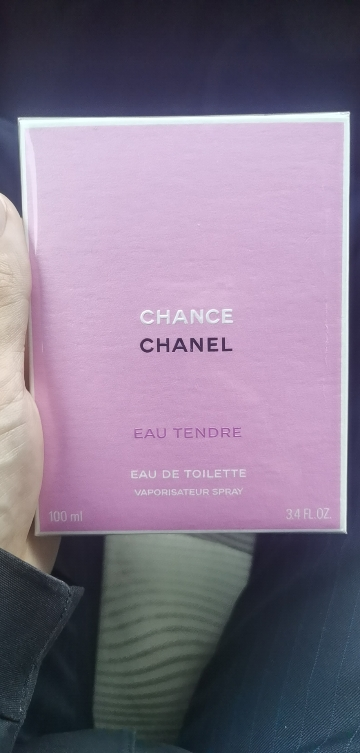 CHANCE
CHANEL
EAU TENDRE
EAU DE TOILETTE
VAPORISATEUR SPRAY
100 ml 3.4 FL.OZ.